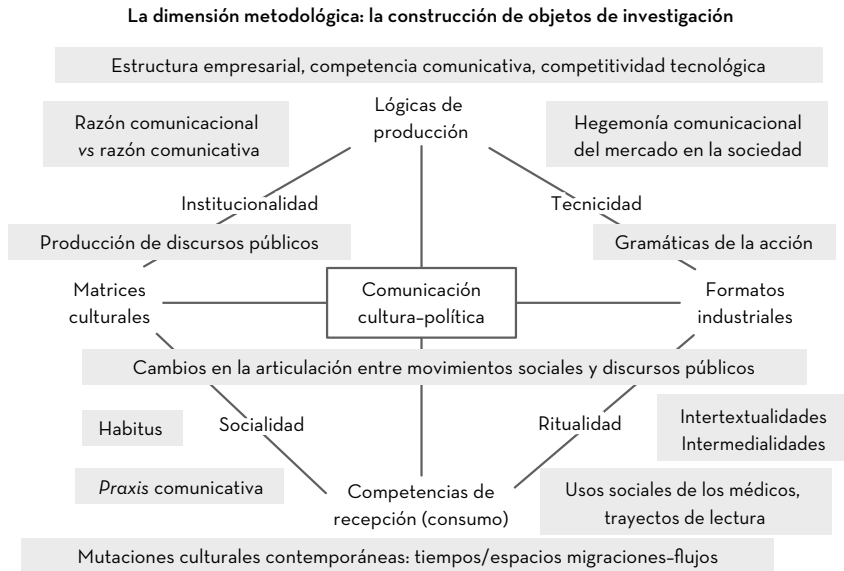 La dimensión metodológica: la construcción de objetos de investigación
Estructura empresarial, competencia comunicativa, competitividad tecnológica
Lógicas de
producción
Razón comunicacional
vs razón comunicativa
Hegemonía comunicacional
del mercado en la sociedad
Institucionalidad
Tecnicidad
Producción de discursos públicos
Gramáticas de la acción
Matrices
culturales
Comunicación
cultura–política
Formatos
industriales
Cambios en la articulación entre movimientos sociales y discursos públicos
Habitus
Socialidad
Ritualidad
Intertextualidades
Intermedialidades
Praxis comunicativa
Competencias de
recepción (consumo)
Usos sociales de los médicos,
trayectos de lectura
Mutaciones culturales contemporáneas: tiempos/espacios migraciones–flujos